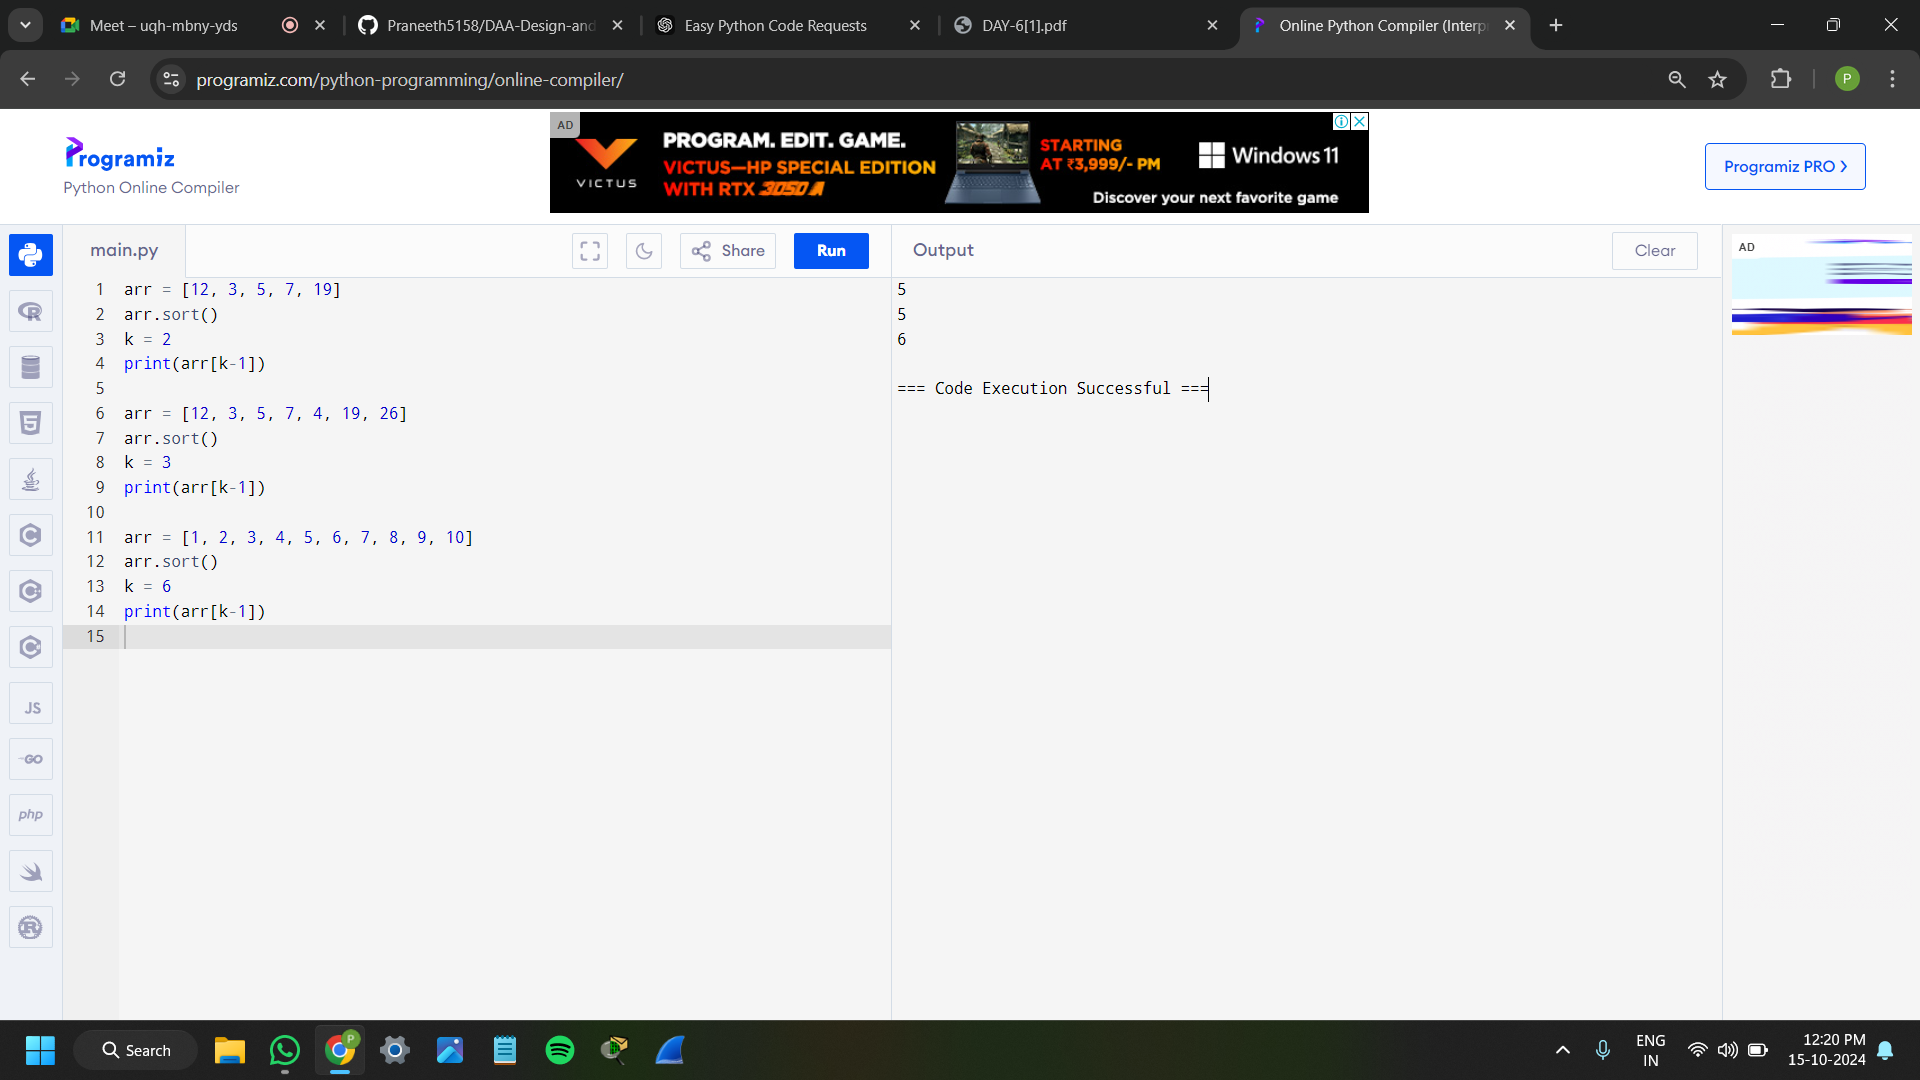 Meet – uqh-mbny-yds
Praneeth5158/DAA-Design-and
Easy Python Code Requests
DAY-6[1].pdf
Online Python Compiler (Interp
programiz.com/python-programming/online-compiler/
P
Programiz
Python Online Compiler
AD
VICTUS
PROGRAM. EDIT. GAME.
VICTUS—HP SPECIAL EDITION
WITH RTX 3050 A
STARTING
AT ₹3,999/- PM
Windows 11
Discover your next favorite game
Programiz PRO
main.py
Share
Run
Output
Clear
AD
1 arr = [12, 3, 5, 7, 19]
2 arr.sort()
3 k = 2
4 print(arr[k-1])
5
6 arr = [12, 3, 5, 7, 4, 19, 26]
7 arr.sort()
8 k = 3
9 print(arr[k-1])
10
11 arr = [1, 2, 3, 4, 5, 6, 7, 8, 9, 10]
12 arr.sort()
13 k = 6
14 print(arr[k-1])
15
5
5
6
=== Code Execution Successful ===
JS
GO
php
Search
P
ENG
IN
12:20 PM
15-10-2024